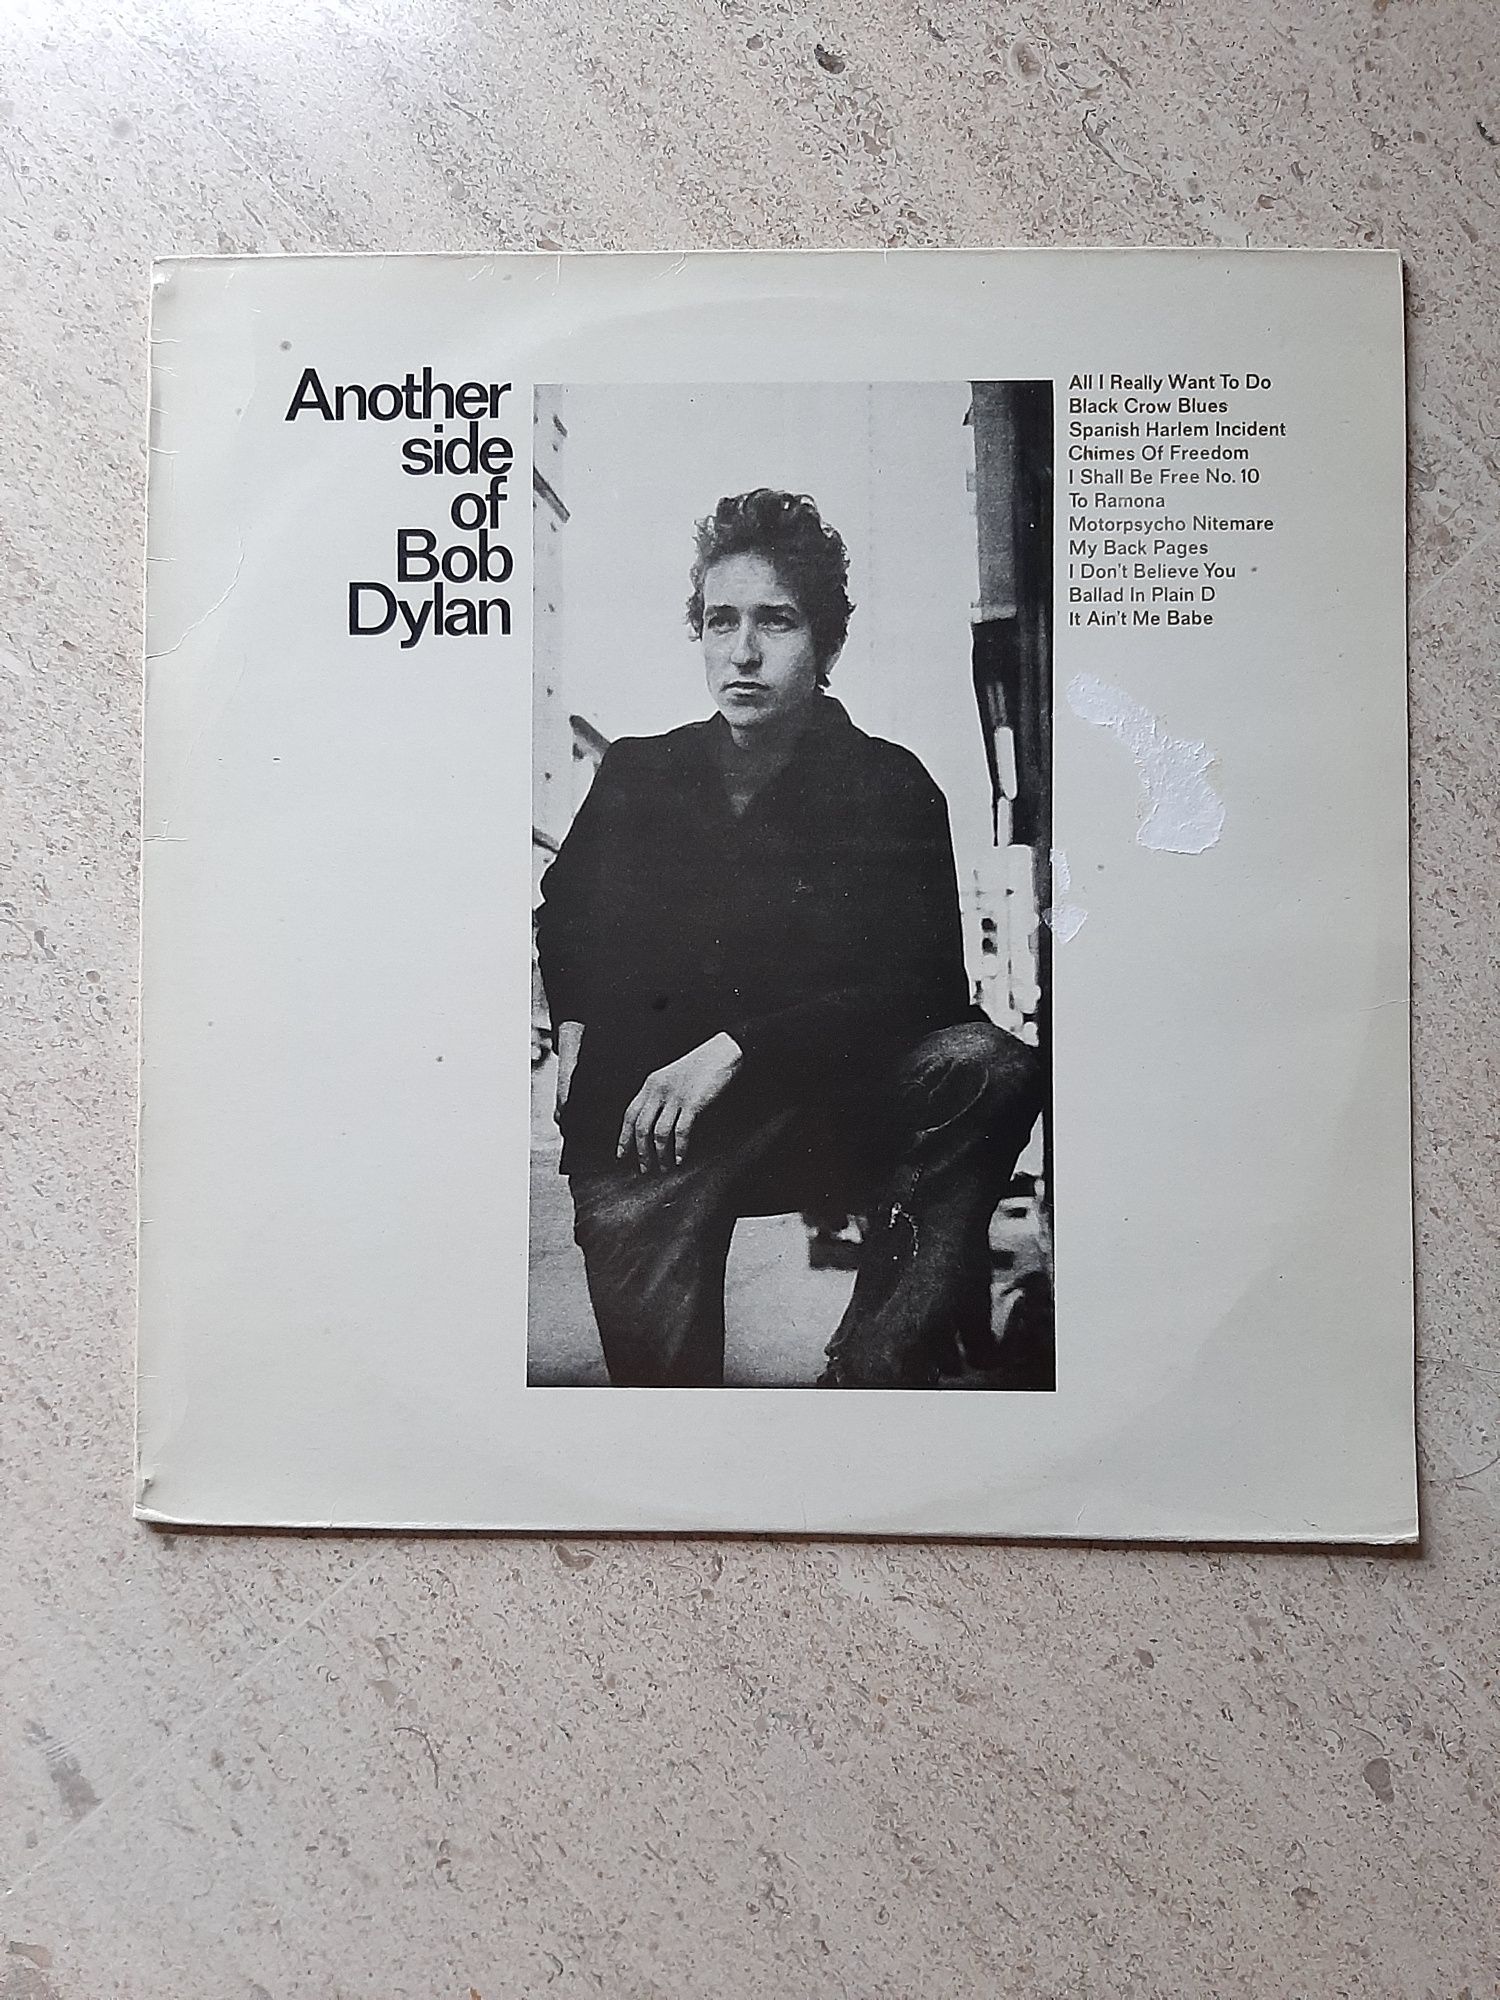 Another
side
of
Bob
Dylan
All I Really Want To Do
Black Crow Blues
Spanish Harlem Incident
Chimes Of Freedom
I Shall Be Free No. 10
To Ramona
Motorpsycho Nitemare
My Back Pages
I Don't Believe You
Ballad In Plain D
It Ain't Me Babe